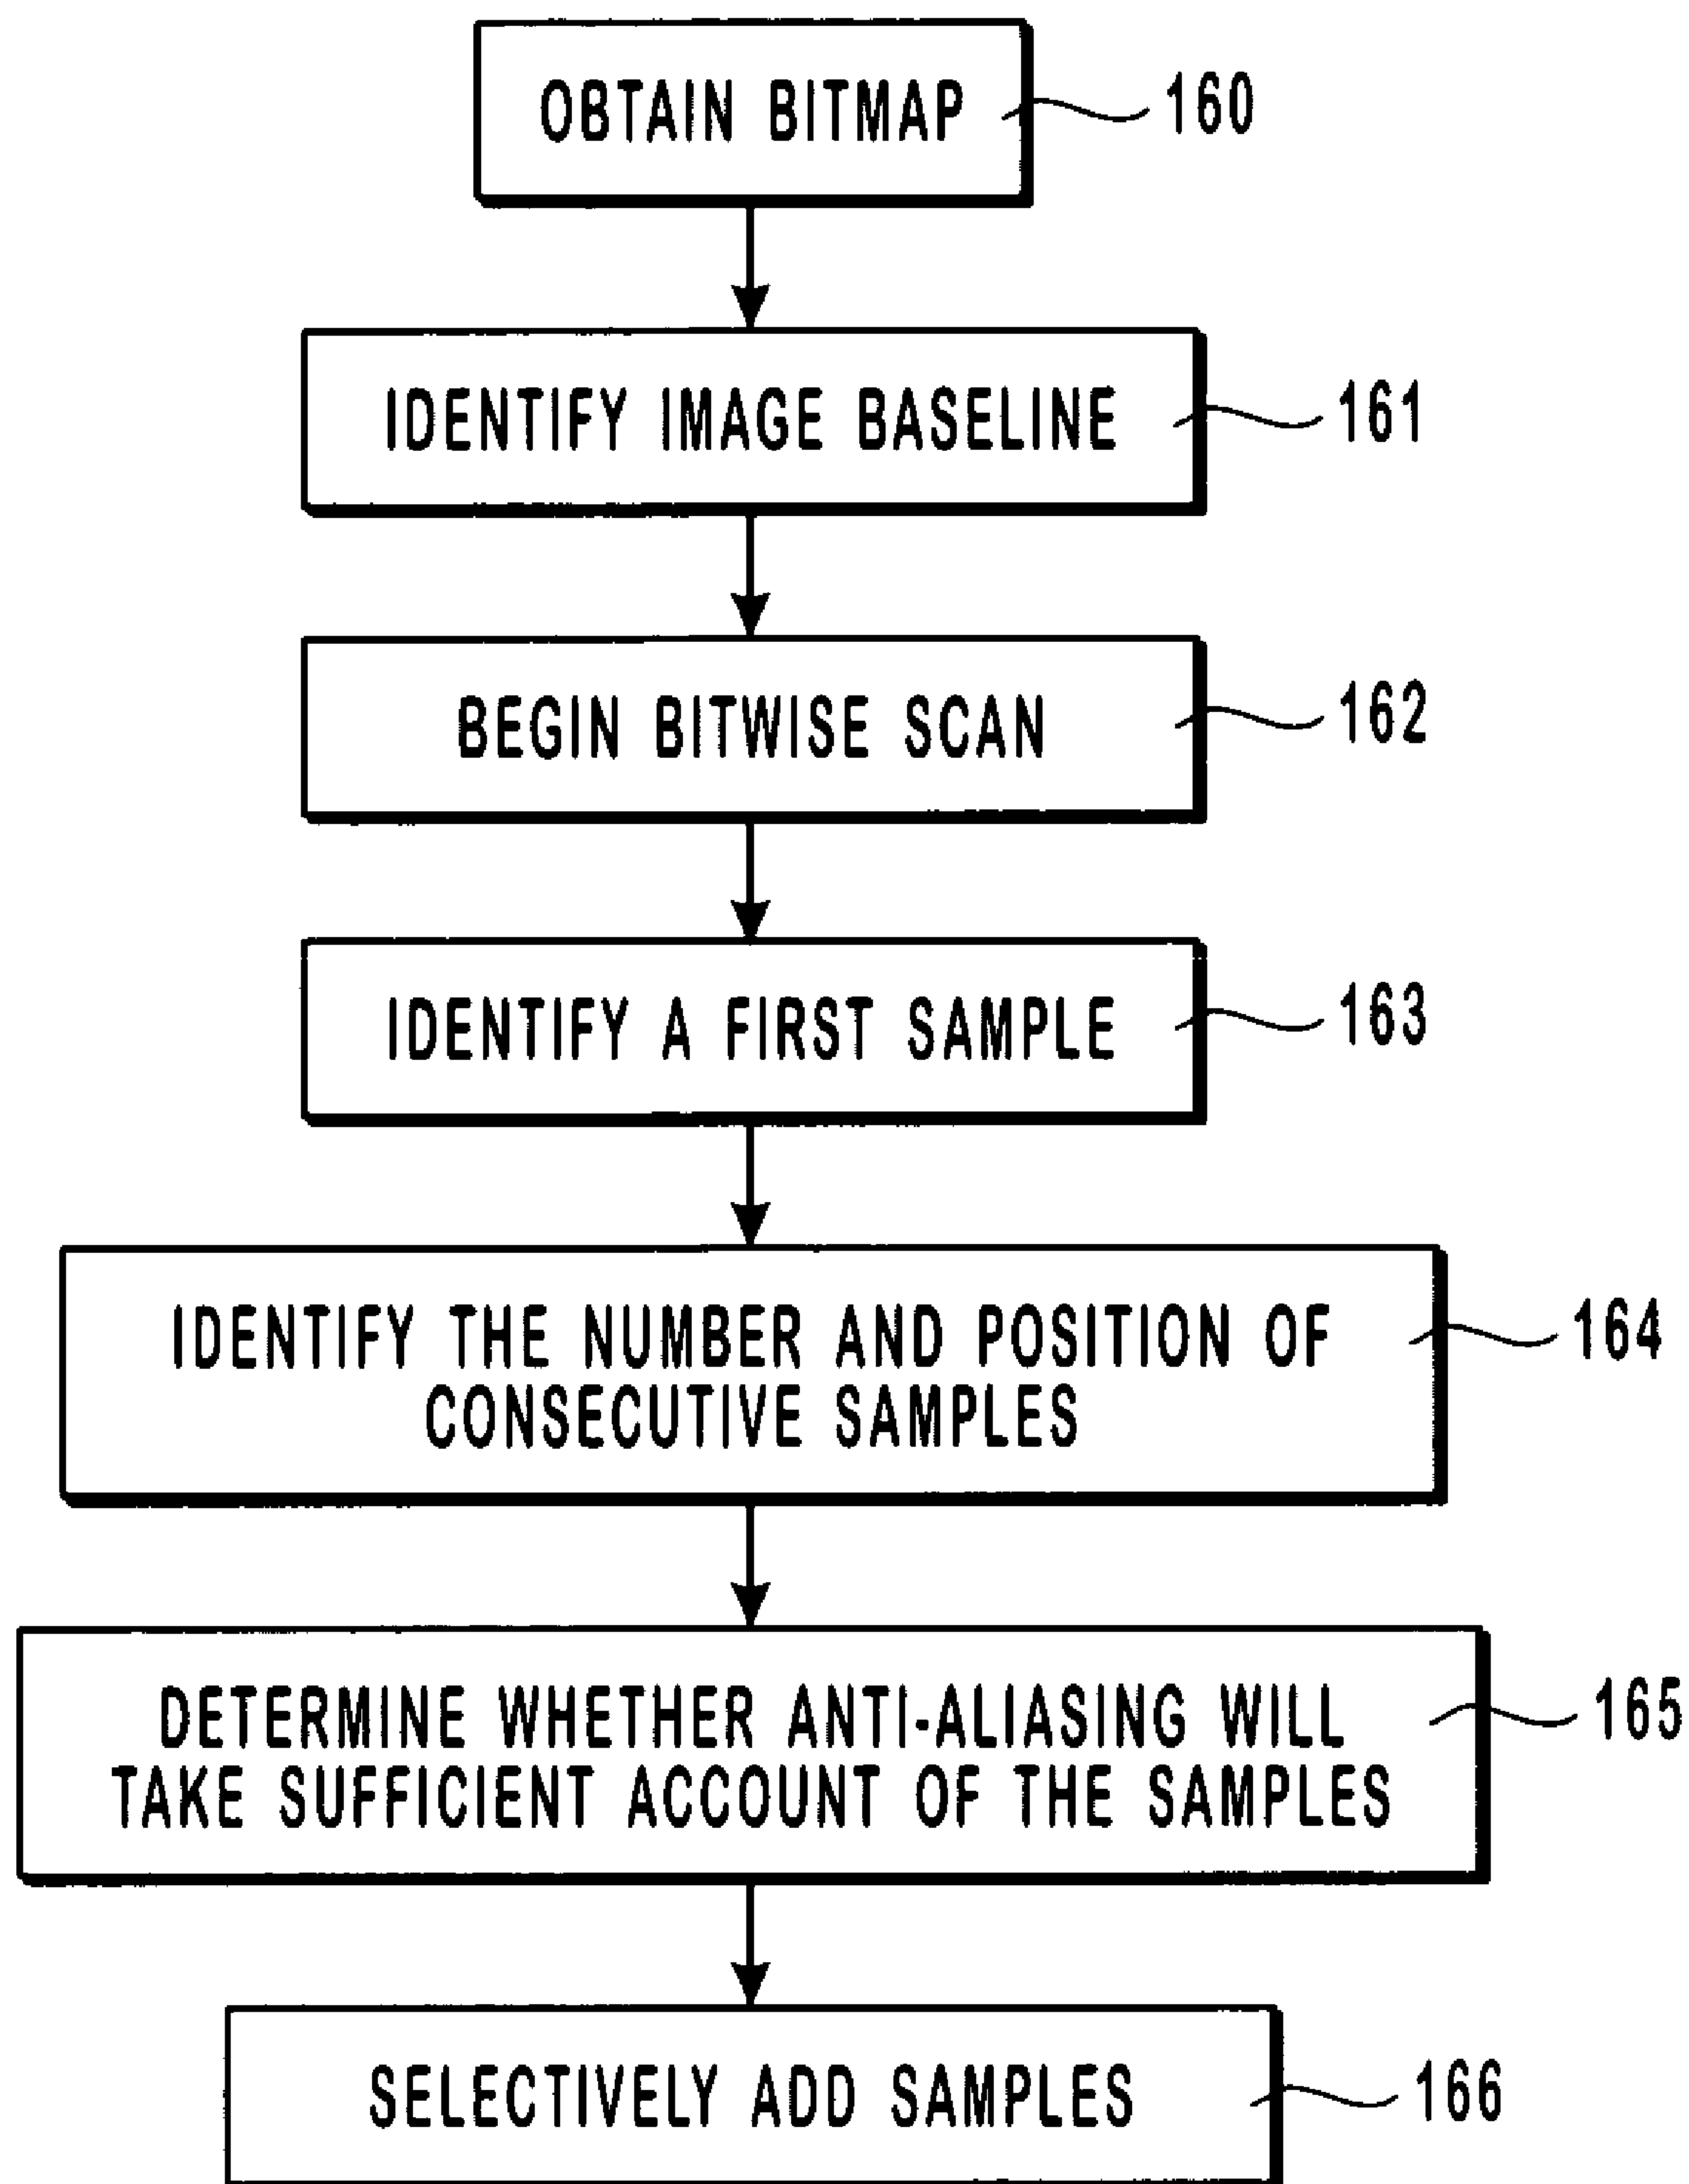 OBTAIN BITMAP
160
IDENTIFY IMAGE BASELINE
161
BEGIN BITWISE SCAN
162
IDENTIFY A FIRST SAMPLE
163
IDENTIFY THE NUMBER AND POSITION OF
CONSECUTIVE SAMPLES
164
DETERMINE WHETHER ANTI-ALIASING WILL
TAKE SUFFICIENT ACCOUNT OF THE SAMPLES
165
SELECTIVELY ADD SAMPLES
166